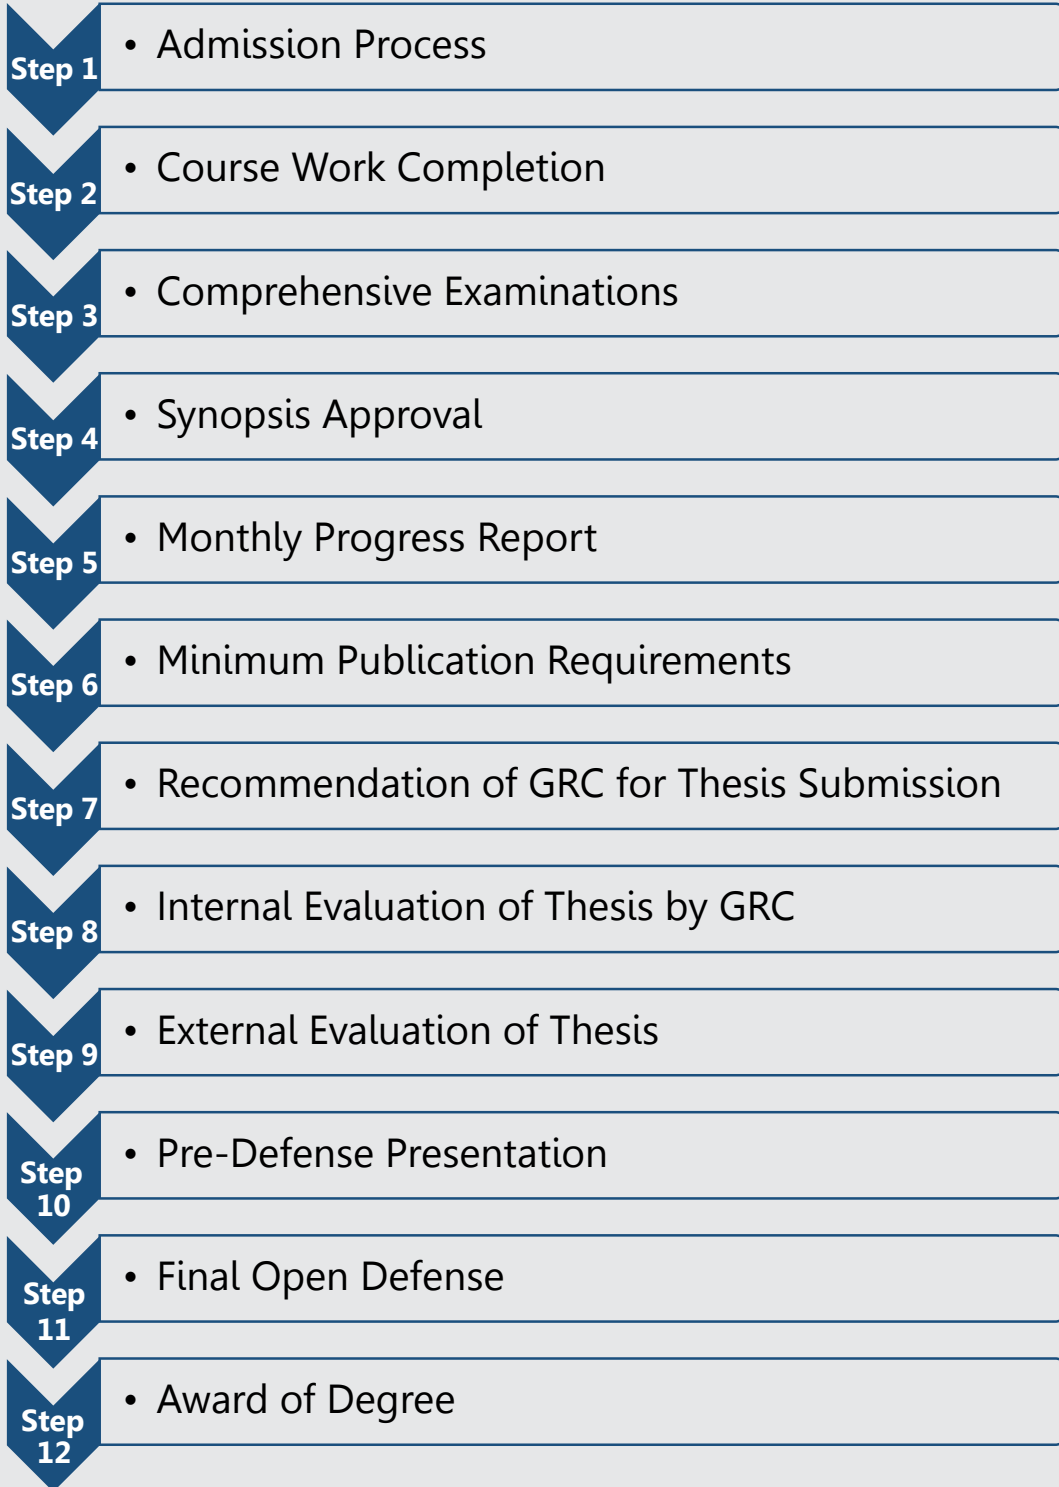 Step 1
• Admission Process
Step 2
• Course Work Completion
Step 3
• Comprehensive Examinations
Step 4
• Synopsis Approval
Step 5
• Monthly Progress Report
Step 6
• Minimum Publication Requirements
Step 7
• Recommendation of GRC for Thesis Submission
Step 8
• Internal Evaluation of Thesis by GRC
Step 9
• External Evaluation of Thesis
Step
10
• Pre-Defense Presentation
Step
11
• Final Open Defense
Step
12
• Award of Degree